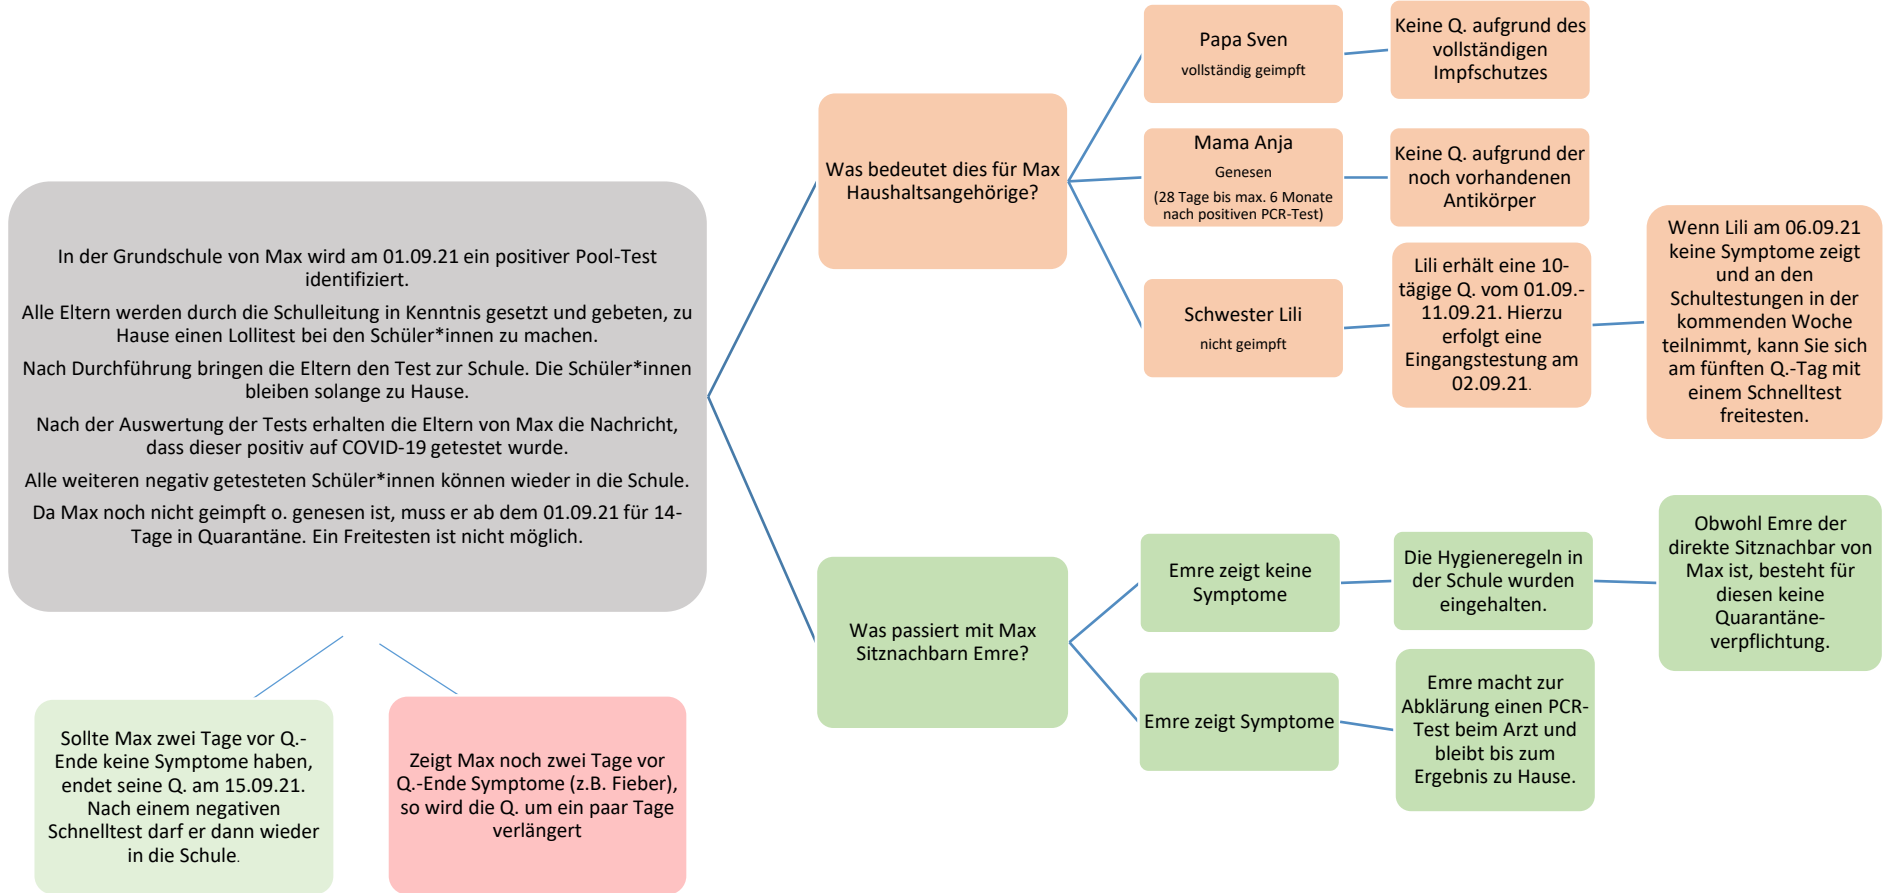 In der Grundschule von Max wird am 01.09.21 ein positiver Pool-Test
identifiziert.
Alle Eltern werden durch die Schulleitung in Kenntnis gesetzt und gebeten, zu
Hause einen Lollitest bei den Schüler*innen zu machen.
Nach Durchführung bringen die Eltern den Test zur Schule. Die Schüler*innen
bleiben solange zu Hause.
Nach der Auswertung der Tests erhalten die Eltern von Max die Nachricht,
dass dieser positiv auf COVID-19 getestet wurde.
Alle weiteren negativ getesteten Schüler*innen können wieder in die Schule.
Da Max noch nicht geimpft o. genesen ist, muss er ab dem 01.09.21 für 14-
Tage in Quarantäne. Ein Freitesten ist nicht möglich.
Sollte Max zwei Tage vor Q.-
Ende keine Symptome haben,
endet seine Q. am 15.09.21.
Nach einem negativen
Schnelltest darf er dann wieder
in die Schule.
Zeigt Max noch zwei Tage vor
Q.-Ende Symptome (z.B. Fieber),
so wird die Q. um ein paar Tage
verlängert
Was bedeutet dies für Max
Haushaltsangehörige?
Papa Sven
vollständig geimpft
Keine Q. aufgrund des
vollständigen
Impfschutzes
Mama Anja
Genesen
(28 Tage bis max. 6 Monate
nach positiven PCR-Test)
Keine Q. aufgrund der
noch vorhandenen
Antikörper
Schwester Lili
nicht geimpft
Lili erhält eine 10-
tägige Q. vom 01.09.-
11.09.21. Hierzu
erfolgt eine
Eingangstestung am
02.09.21.
Wenn Lili am 06.09.21
keine Symptome zeigt
und an den
Schultestungen in der
kommenden Woche
teilnimmt, kann Sie sich
am fünften Q.-Tag mit
einem Schnelltest
freitesten.
Was passiert mit Max
Sitznachbarn Emre?
Emre zeigt keine
Symptome
Die Hygieneregeln in
der Schule wurden
eingehalten.
Obwohl Emre der
direkte Sitznachbar von
Max ist, besteht für
diesen keine
Quarantäne-
verpflichtung.
Emre zeigt Symptome
Emre macht zur
Abklärung einen PCR-
Test beim Arzt und
bleibt bis zum
Ergebnis zu Hause.